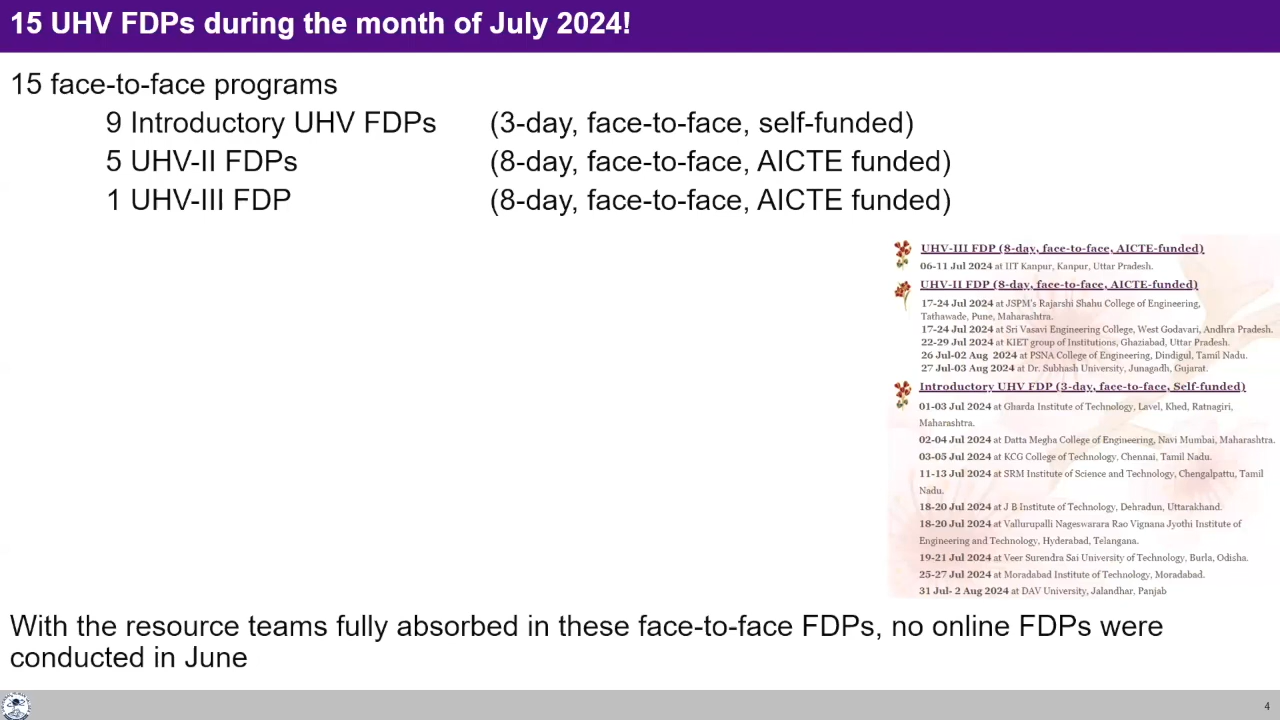 15 UHV FDPs during the month of July 2024!
15 face-to-face programs
9 Introductory UHV FDPs (3-day, face-to-face, self-funded)
5 UHV-II FDPs (8-day, face-to-face, AICTE funded)
1 UHV-III FDP (8-day, face-to-face, AICTE funded)
UHV-III FDP (8-day, face-to-face, AICTE-funded)
06-11 Jul 2024 at IIT Kanpur, Kanpur, Uttar Pradesh.
UHV-II FDP (8-day, face-to-face, AICTE-funded)
17-24 Jul 2024 at JSPM's Rajarshi Shahu College of Engineering,
Tathawade, Pune, Maharashtra.
17-24 Jul 2024 at Sri Vasavi Engineering College, West Godavari, Andhra Pradesh.
22-29 Jul 2024 at KIET group of Institutions, Ghaziabad, Uttar Pradesh.
26 Jul-02 Aug 2024 at PSNA College of Engineering, Dindigul, Tamil Nadu.
27 Jul-03 Aug 2024 at Dr. Subhash University, Junagadh, Gujarat.
Introductory UHV FDP (3-day, face-to-face, Self-funded)
01-03 Jul 2024 at Gharda Institute of Technology, Lavel, Khed, Ratnagiri,
Maharashtra.
02-04 Jul 2024 at Datta Megha College of Engineering, Navi Mumbai, Maharashtra.
03-05 Jul 2024 at KCG College of Technology, Chennai, Tamil Nadu.
11-13 Jul 2024 at SRM Institute of Science and Technology, Chengalpattu, Tamil
Nadu.
18-20 Jul 2024 at J B Institute of Technology, Dehradun, Uttarakhand.
18-20 Jul 2024 at Vallurupalli Nageswarara Rao Vignana Jyothi Institute of
Engineering and Technology, Hyderabad, Telangana.
19-21 Jul 2024 at Veer Surendra Sai University of Technology, Burla, Odisha.
25-27 Jul 2024 at Moradabad Institute of Technology, Moradabad.
31 Jul- 2 Aug 2024 at DAV University, Jalandhar, Panjab
With the resource teams fully absorbed in these face-to-face FDPs, no online FDPs were
conducted in June
4